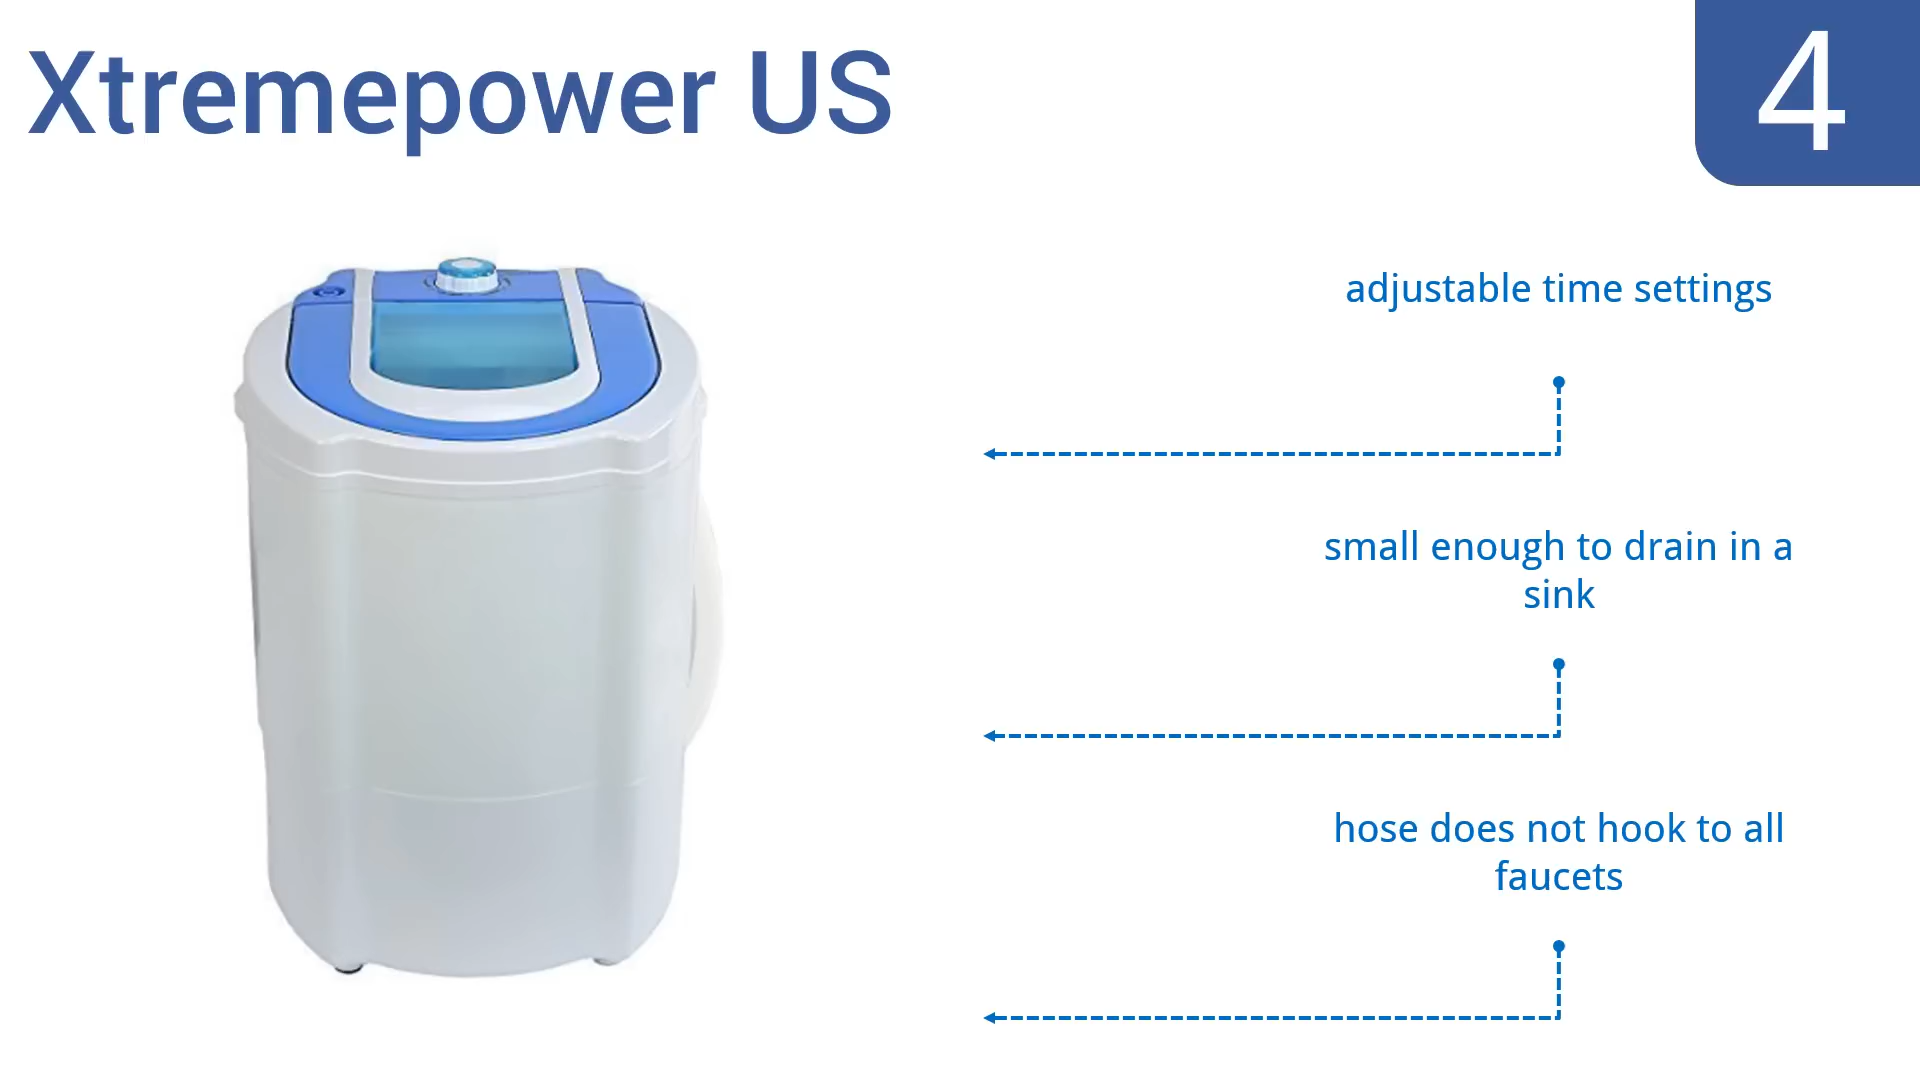 Xtremepower US
4
adjustable time settings
small enough to drain in a
sink
hose does not hook to all
faucets